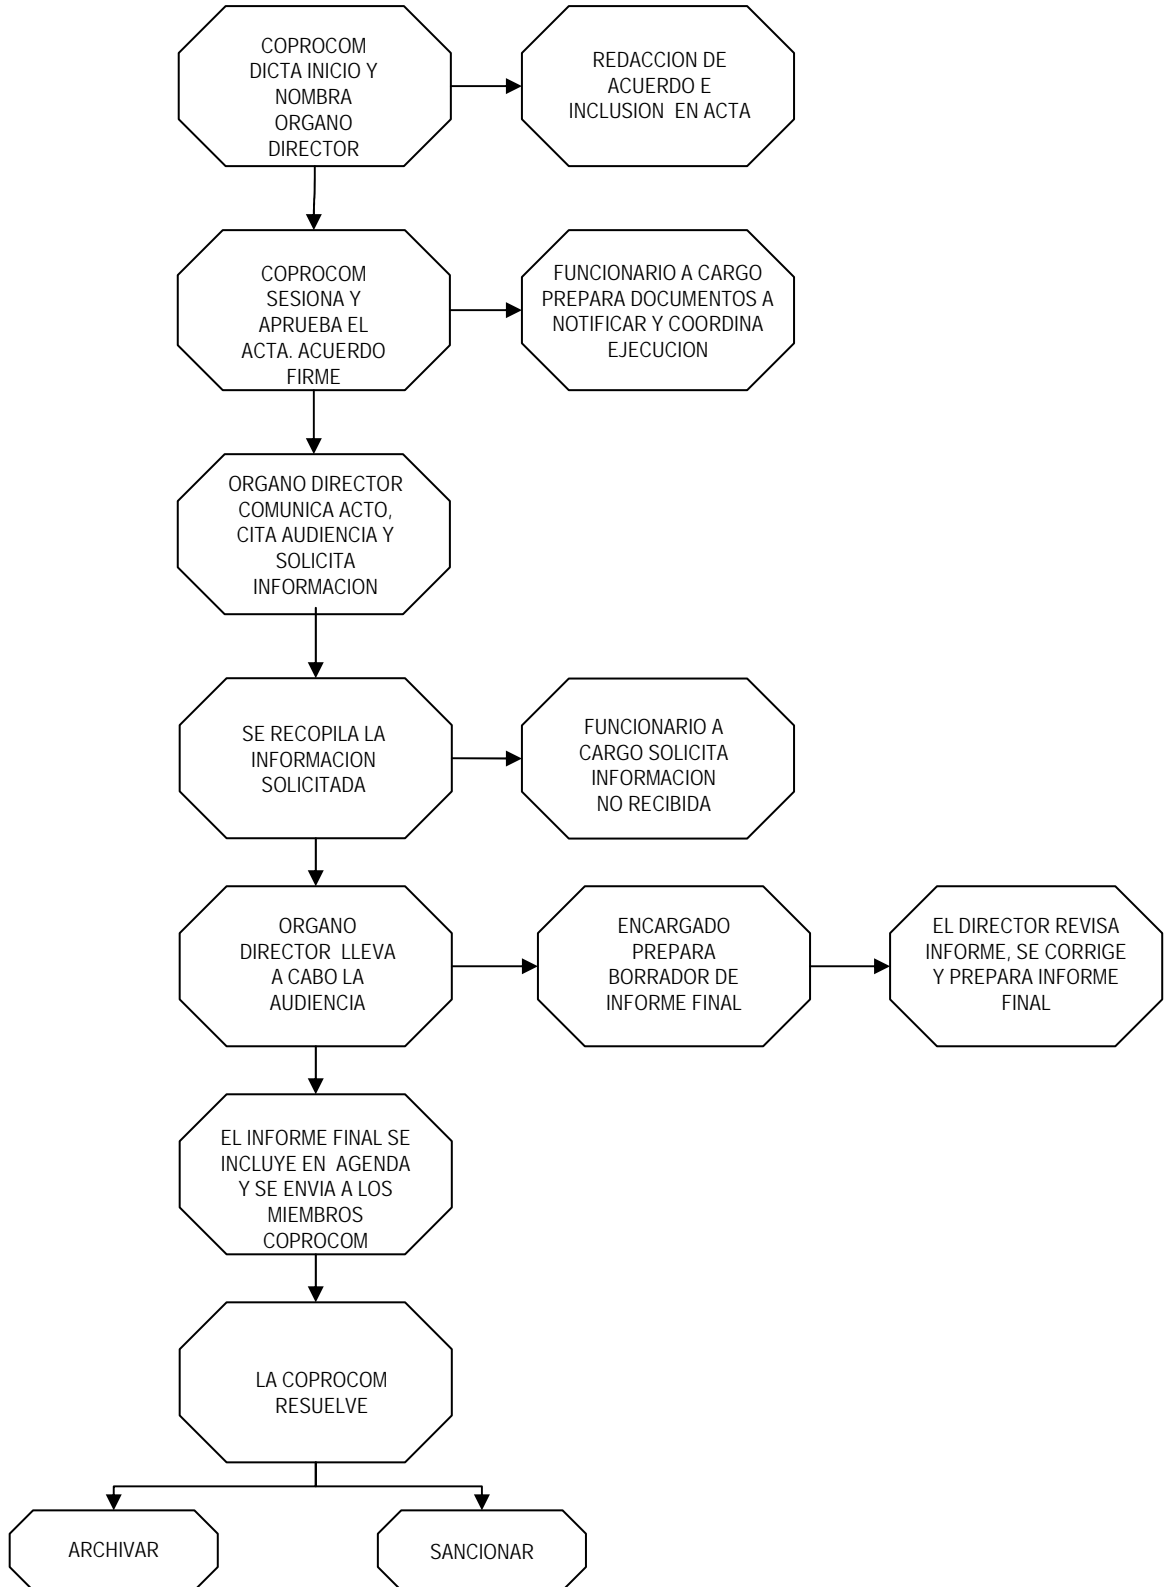 COPROCOM
DICTA INICIO Y
NOMBRA
ORGANO
DIRECTOR
REDACCION DE
ACUERDO E
INCLUSION EN ACTA
COPROCOM
SESIONA Y
APRUEBA EL
ACTA. ACUERDO
FIRME
FUNCIONARIO A CARGO
PREPARA DOCUMENTOS A
NOTIFICAR Y COORDINA
EJECUCION
ORGANO DIRECTOR
COMUNICA ACTO,
CITA AUDIENCIA Y
SOLICITA
INFORMACION
SE RECOPILA LA
INFORMACION
SOLICITADA
FUNCIONARIO A
CARGO SOLICITA
INFORMACION
NO RECIBIDA
ORGANO
DIRECTOR LLEVA
A CABO LA
AUDIENCIA
ENCARGADO
PREPARA
BORRADOR DE
INFORME FINAL
EL DIRECTOR REVISA
INFORME, SE CORRIGE
Y PREPARA INFORME
FINAL
EL INFORME FINAL SE
INCLUYE EN AGENDA
Y SE ENVIA A LOS
MIEMBROS
COPROCOM
LA COPROCOM
RESUELVE
ARCHIVAR
SANCIONAR